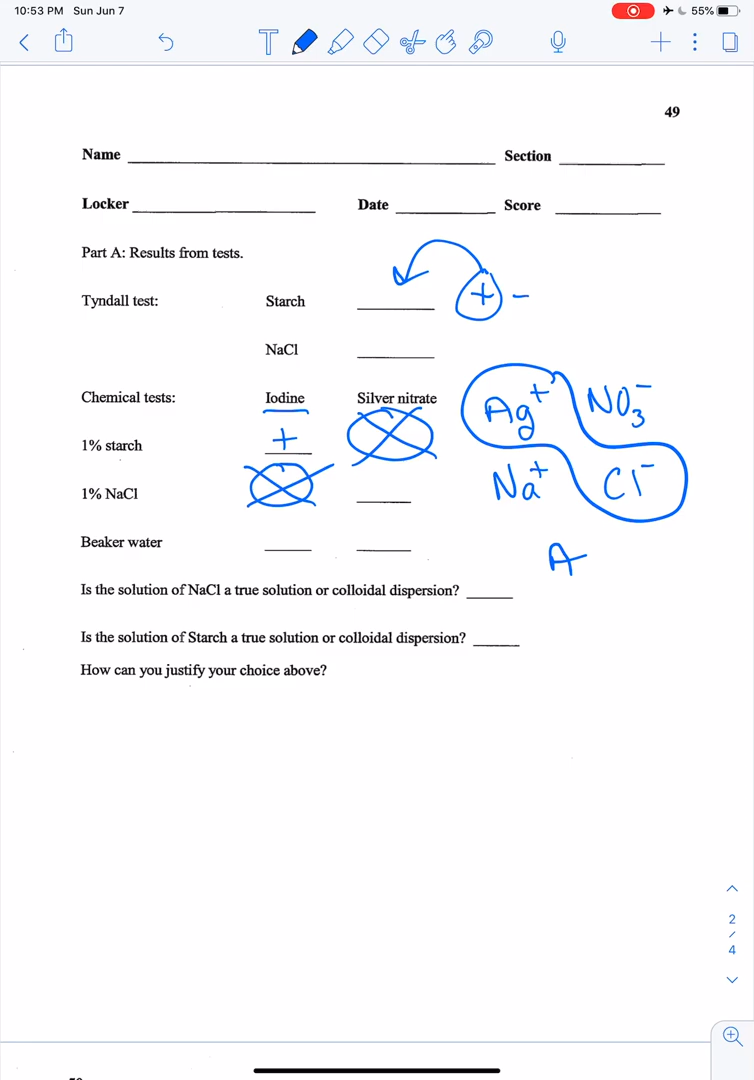 10:53 PM Sun Jun 7 55%
T
49
Name Section
Locker Date Score
Part A: Results from tests.
Tyndall test: Starch + −
NaCl
Chemical tests: Iodine Silver nitrate Ag⁺ NO₃⁻
1% starch +
1% NaCl Na⁺ Cl⁻
Beaker water A
Is the solution of NaCl a true solution or colloidal dispersion?
Is the solution of Starch a true solution or colloidal dispersion?
How can you justify your choice above?
2
/
4